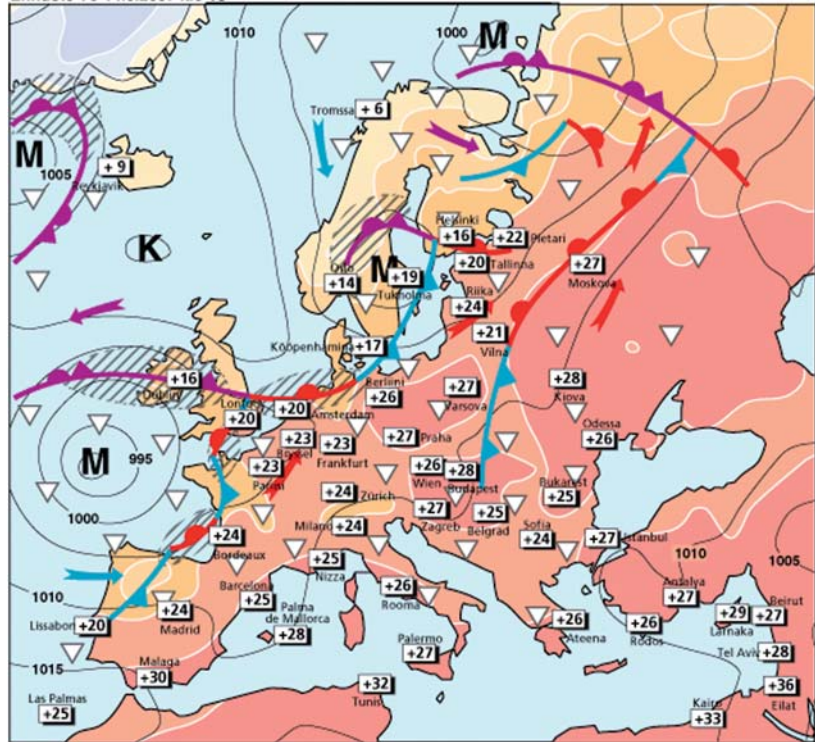 1000
M
1010
Tromssa
+ 6
M
1005
+ 9
Reykjavik
K
Helsinki
+16
+22
Pietari
+20
Tallinna
Oslo
+14
M
+19
Tukholma
+27
Moskova
Riika
+24
+21
Vilna
Kööpenhamina
+17
+16
Dublin
Berliini
+26
+27
Varsova
+28
Kiova
Lontoo
+20
+20
Amsterdam
Odessa
+26
+23
Bryssel
+23
Frankfurt
+27
Praha
M
995
+23
Pariisi
+26
Wien
+28
Budapest
Bukarest
+25
+24
Zürich
1000
+27
Zagreb
+25
Belgrad
Sofia
+24
Milano
+24
+24
Bordeaux
+27
Istanbul
1010
1005
+25
Nizza
1010
Barcelona
+25
+26
Rooma
Antalya
+27
Beirut
+29
+27
Larnaka
+24
Madrid
Palma
de Mallorca
+28
Lissabon
+20
+26
Ateena
+26
Rodos
Palermo
+27
Tel Aviv
+28
1015
Malaga
+30
+32
Tunis
+36
Eilat
Las Palmas
+25
Kairo
+33